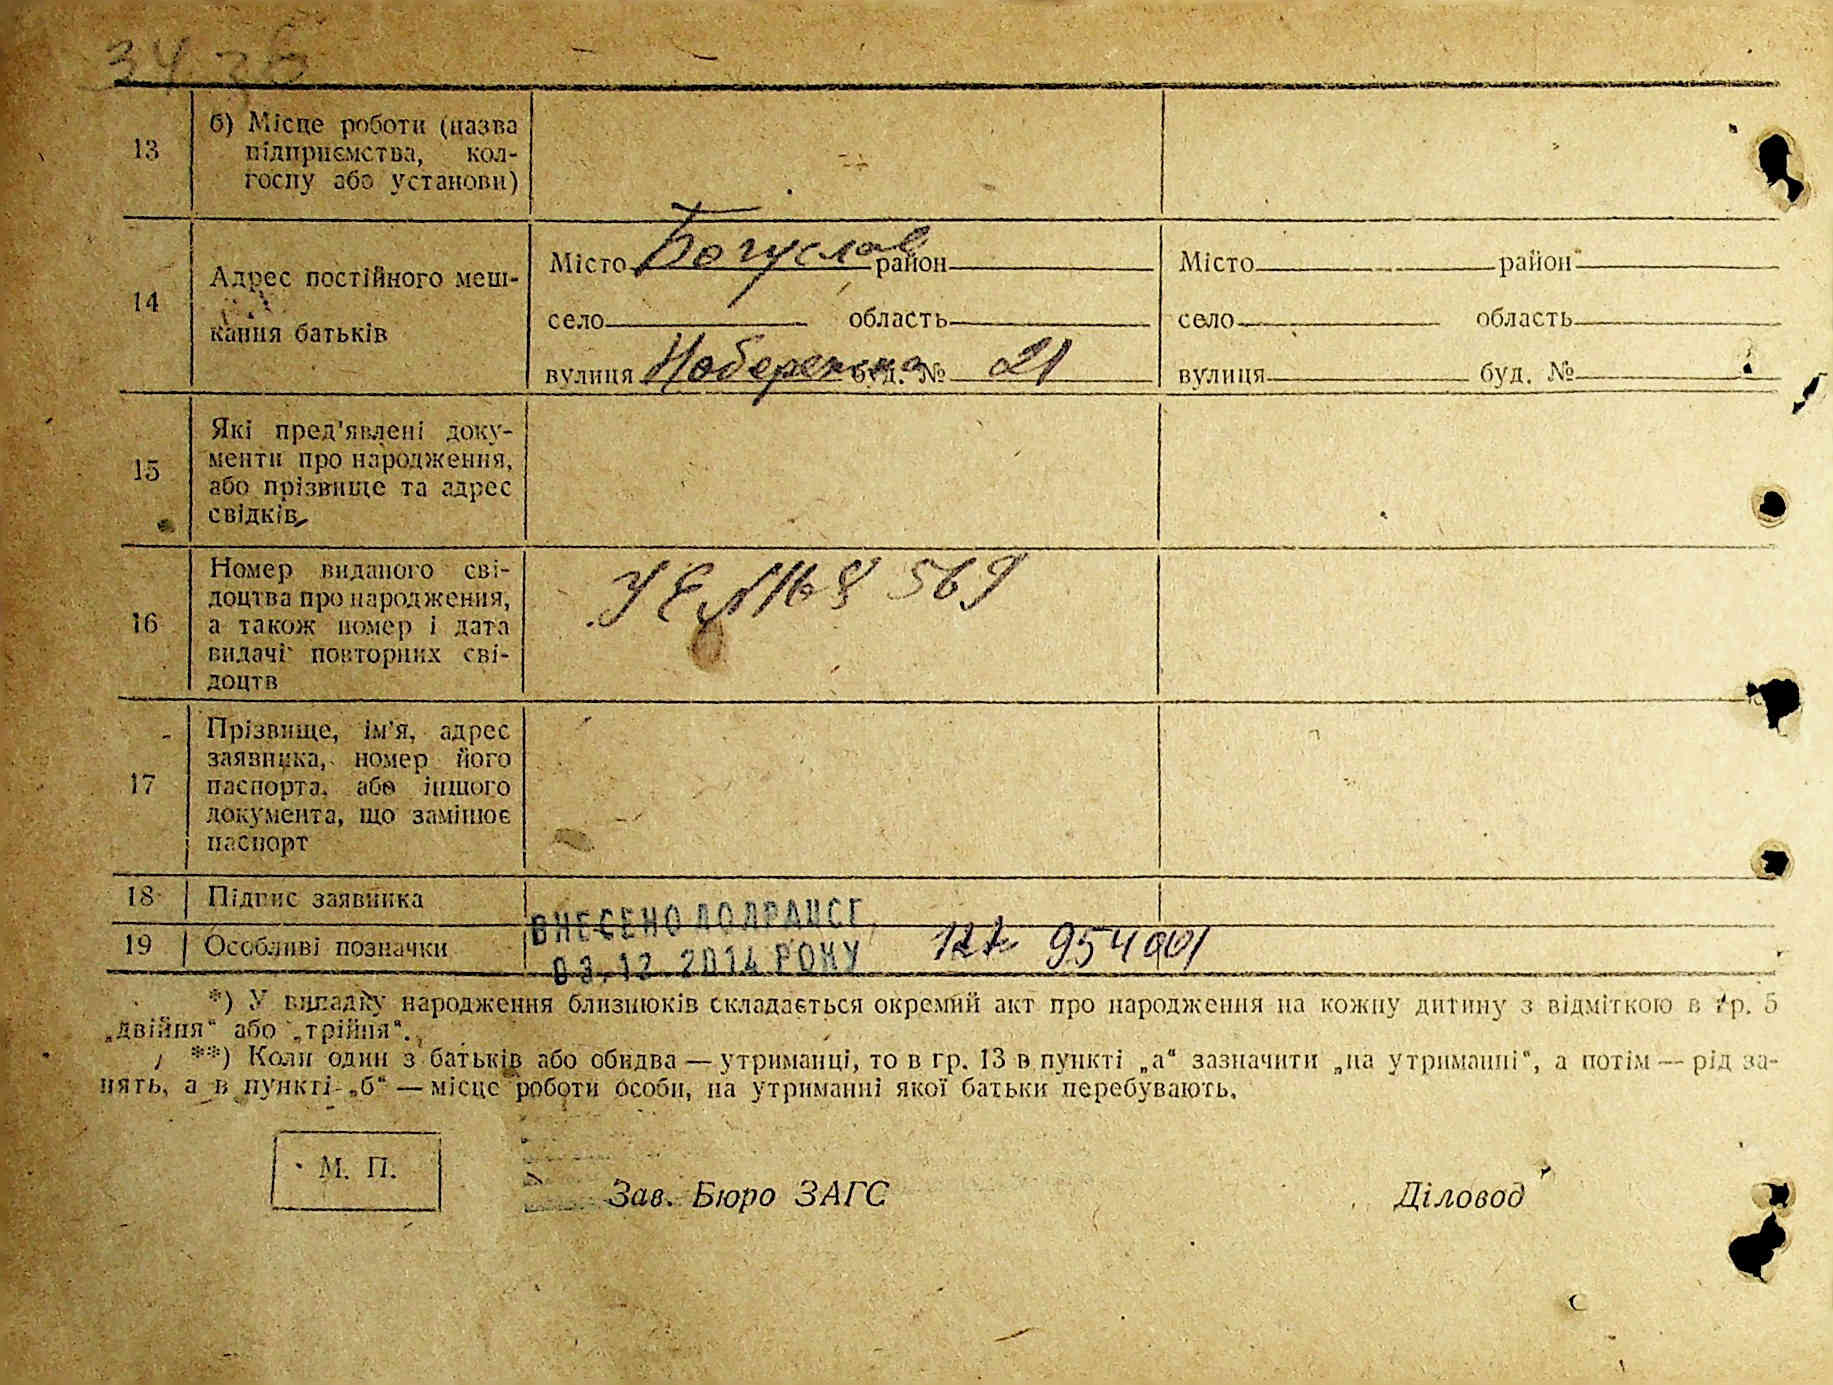 13
б) Місце роботи (назва
підприємства, кол-
госпу або установи)
14
Адрес постійного меш-
кання батьків
Місто Богуслав район
село область
вулиця буд. № 21
Місто район
село область
вулиця буд. №
15
Які пред'явлені доку-
менти про народження,
або прізвище та адрес
свідків
16
Номер виданого сві-
доцтва про народження,
а також номер і дата
видачі повторних сві-
доцтв
569
17
Прізвище, ім'я, адрес
заявника, номер його
паспорта, або іншого
документа, що замінює
паспорт
18
Підпис заявника
19
Особливі позначки
ВНЕСЕНО ДО ДРАЦСГ
03.12.2014 РОКУ
*) У випадку народження близнюків складається окремий акт про народження на кожну дитину з відміткою в гр. 5
„двійня“ або „трійня“.
**) Коли один з батьків або обидва — утриманці, то в гр. 13 в пункті „а“ зазначити „на утриманні“, а потім — рід за-
нять, а в пункті „б“ — місце роботи особи, на утриманні якої батьки перебувають.
М. П.
Зав. Бюро ЗАГС
Діловод